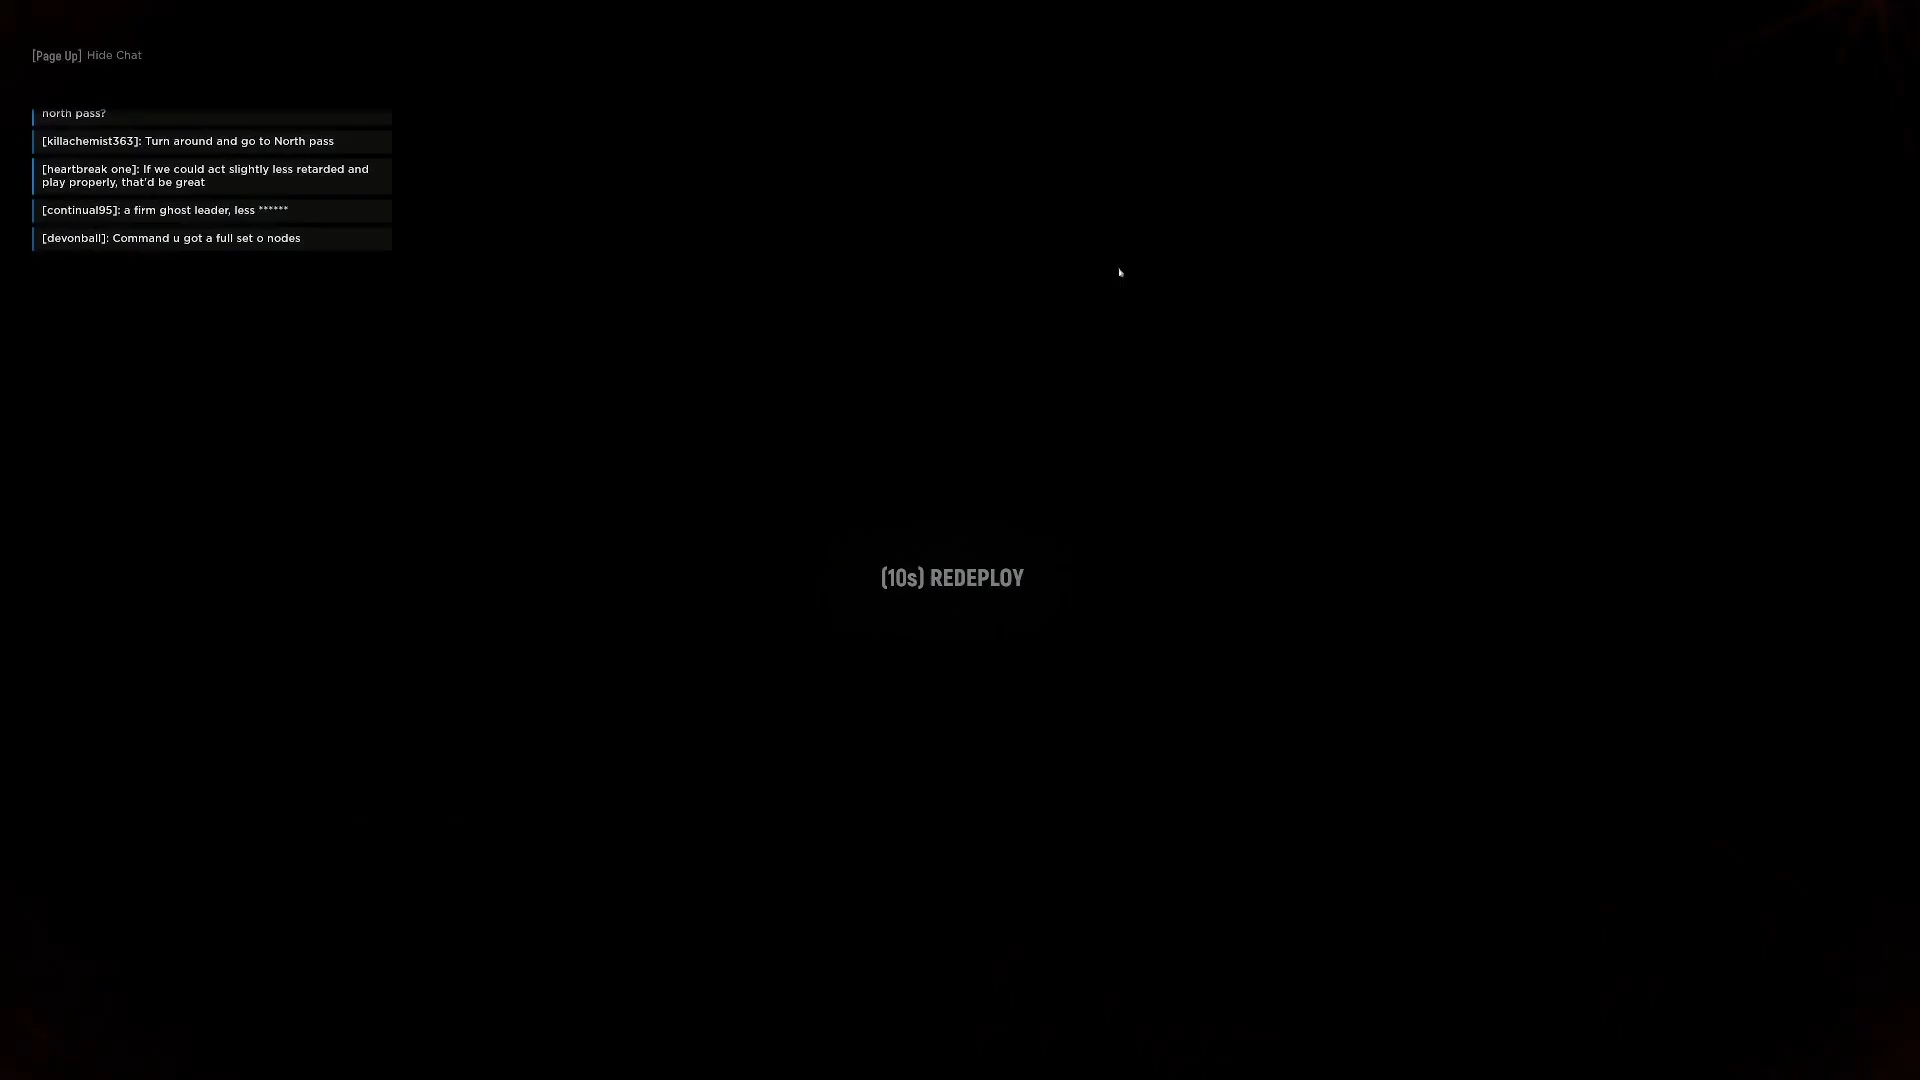 [Page Up] Hide Chat
north pass?
[killachemist363]: Turn around and go to North pass
[heartbreak one]: If we could act slightly less retarded and
play properly, that'd be great
[continual95]: a firm ghost leader, less ******
[devonball]: Command u got a full set o nodes
(10s) REDEPLOY